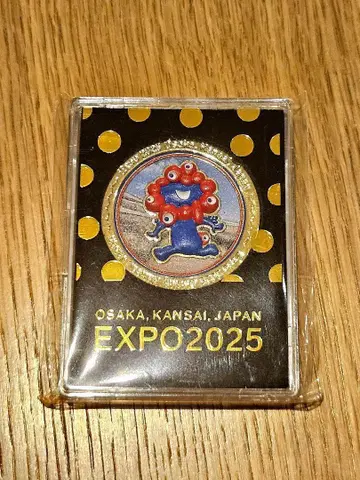 OSAKA, KANSAI, JAPAN
EXPO2025